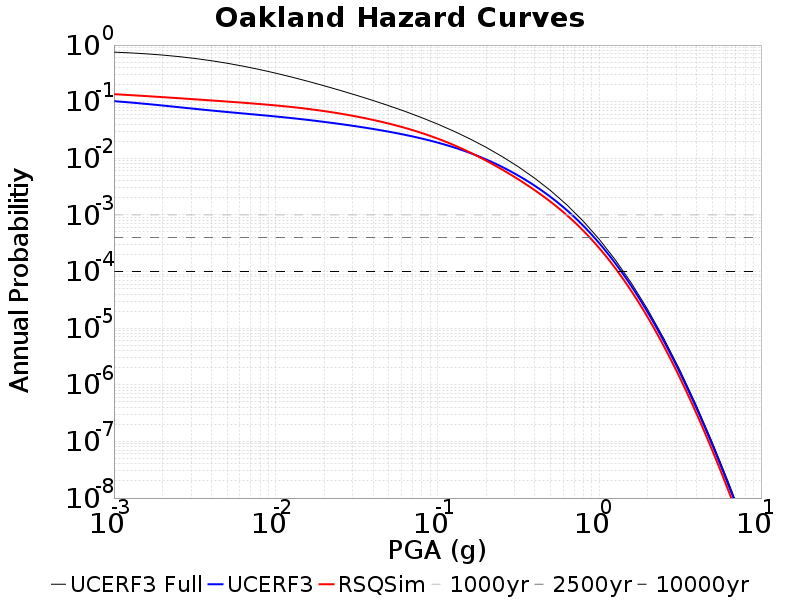 Oakland Hazard Curves
Annual Probabilitiy
10^0
10^-1
10^-2
10^-3
10^-4
10^-5
10^-6
10^-7
10^-8
10^-3 10^-2 10^-1 10^0 10^1
PGA (g)
UCERF3 Full UCERF3 RSQSim 1000yr 2500yr 10000yr